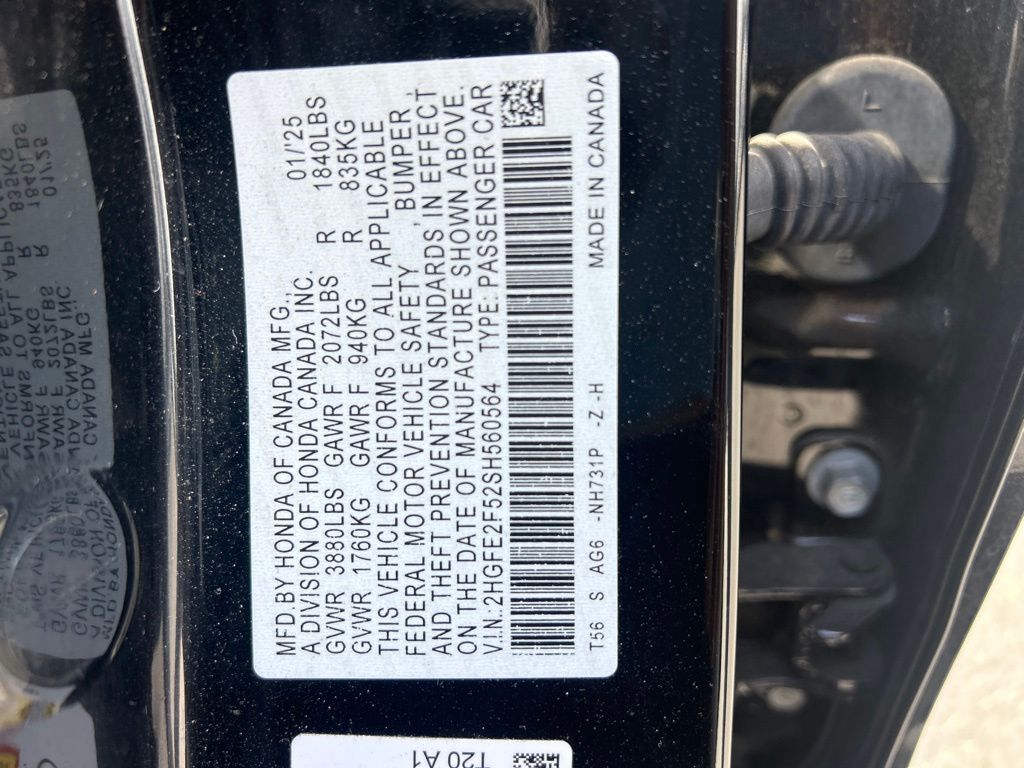 MFD.BY HONDA OF CANADA MFG.,
A DIVISION OF HONDA CANADA INC. 01/'25
GVWR 3880LBS GAWR F 2072LBS R 1840LBS
GVWR 1760KG GAWR F 940KG R 835KG
THIS VEHICLE CONFORMS TO ALL APPLICABLE
FEDERAL MOTOR VEHICLE SAFETY , BUMPER ,
AND THEFT PREVENTION STANDARDS IN EFFECT
ON THE DATE OF MANUFACTURE SHOWN ABOVE.
V.I.N.:2HGFE2F52SH560564 TYPE: PASSENGER CAR
T56 S AG6 -NH731P -Z -H MADE IN CANADA
T20 A1
L